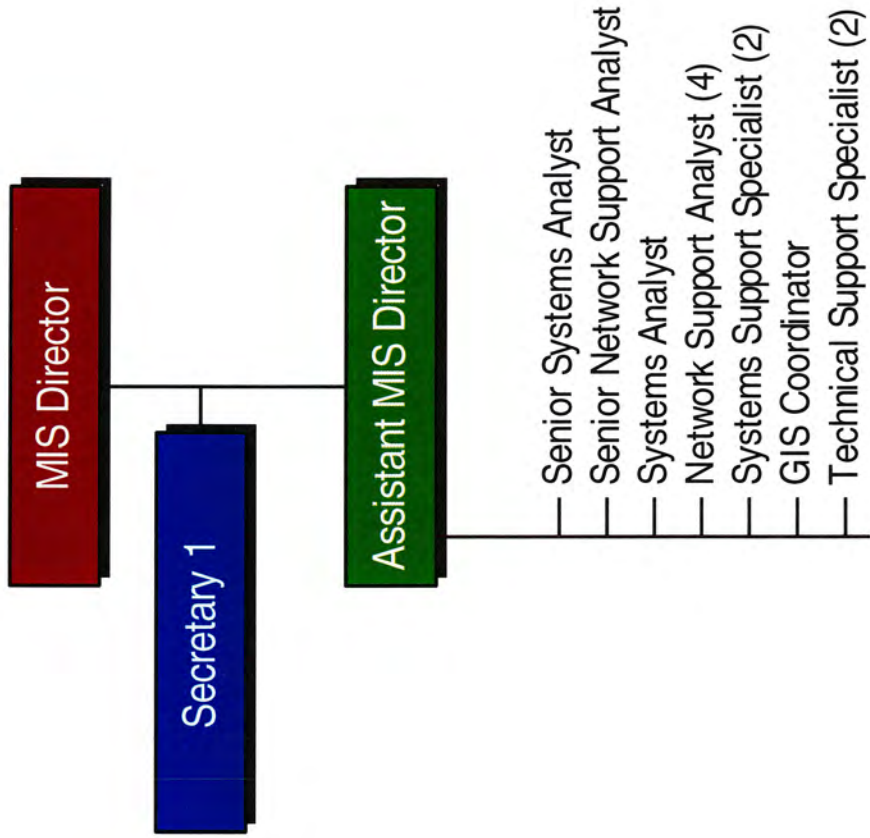 MIS Director
Secretary 1
Assistant MIS Director
Senior Systems Analyst
Senior Network Support Analyst
Systems Analyst
Network Support Analyst (4)
Systems Support Specialist (2)
GIS Coordinator
Technical Support Specialist (2)